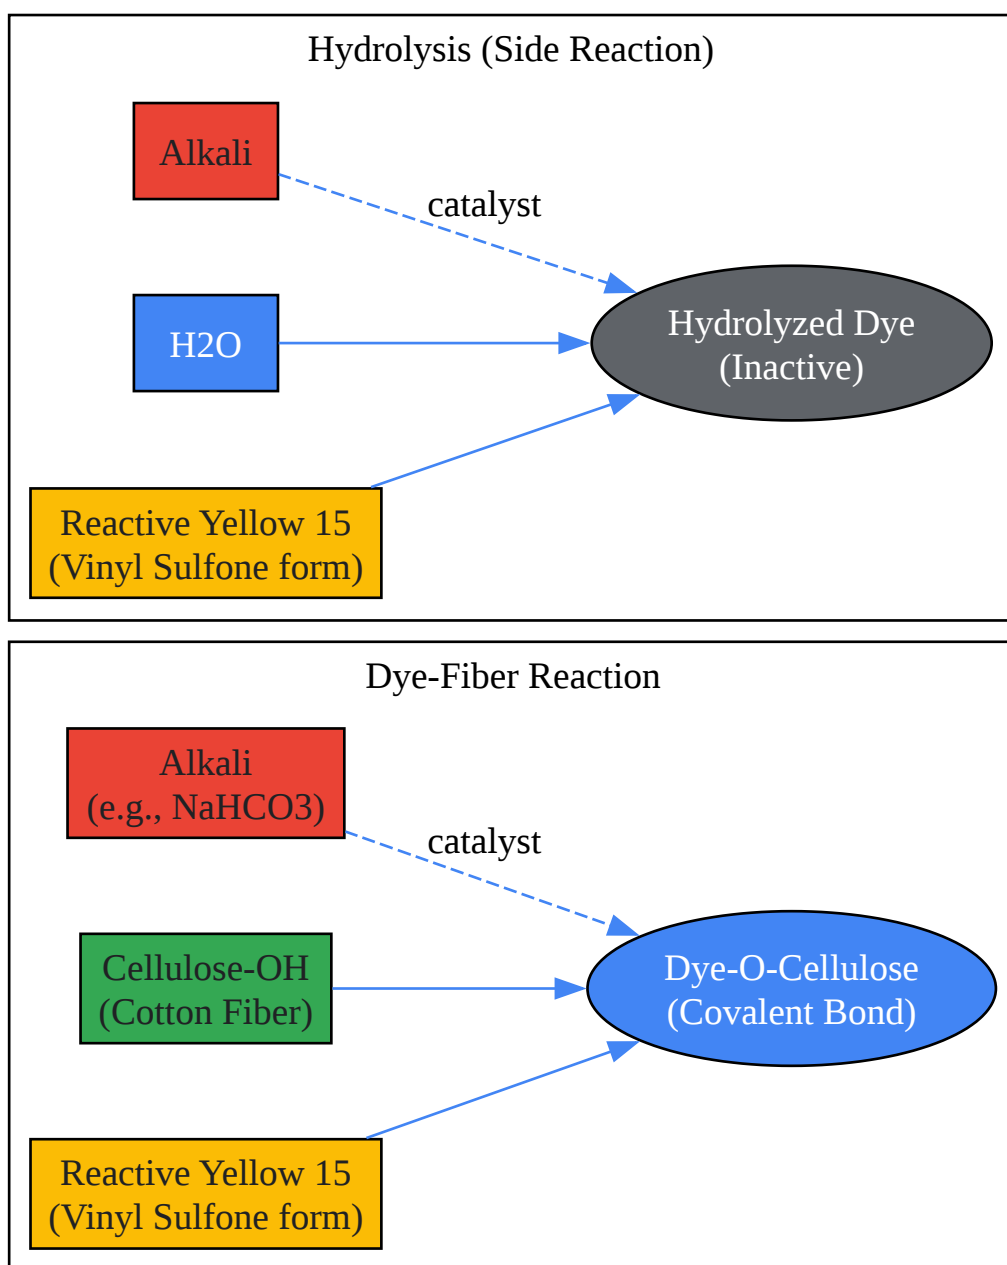 Hydrolysis (Side Reaction)
Alkali
catalyst
H2O
Hydrolyzed Dye
(Inactive)
Reactive Yellow 15
(Vinyl Sulfone form)
Dye-Fiber Reaction
Alkali
(e.g., NaHCO3)
catalyst
Cellulose-OH
(Cotton Fiber)
Dye-O-Cellulose
(Covalent Bond)
Reactive Yellow 15
(Vinyl Sulfone form)